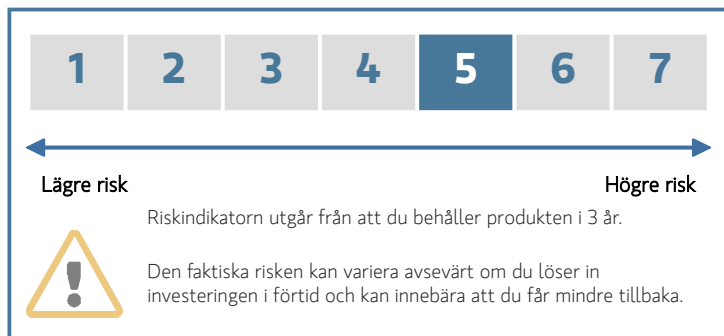 1 2 3 4 5 6 7
Lägre risk Högre risk
Riskindikatorn utgår från att du behåller produkten i 3 år.
Den faktiska risken kan variera avsevärt om du löser in
investeringen i förtid och kan innebära att du får mindre tillbaka.